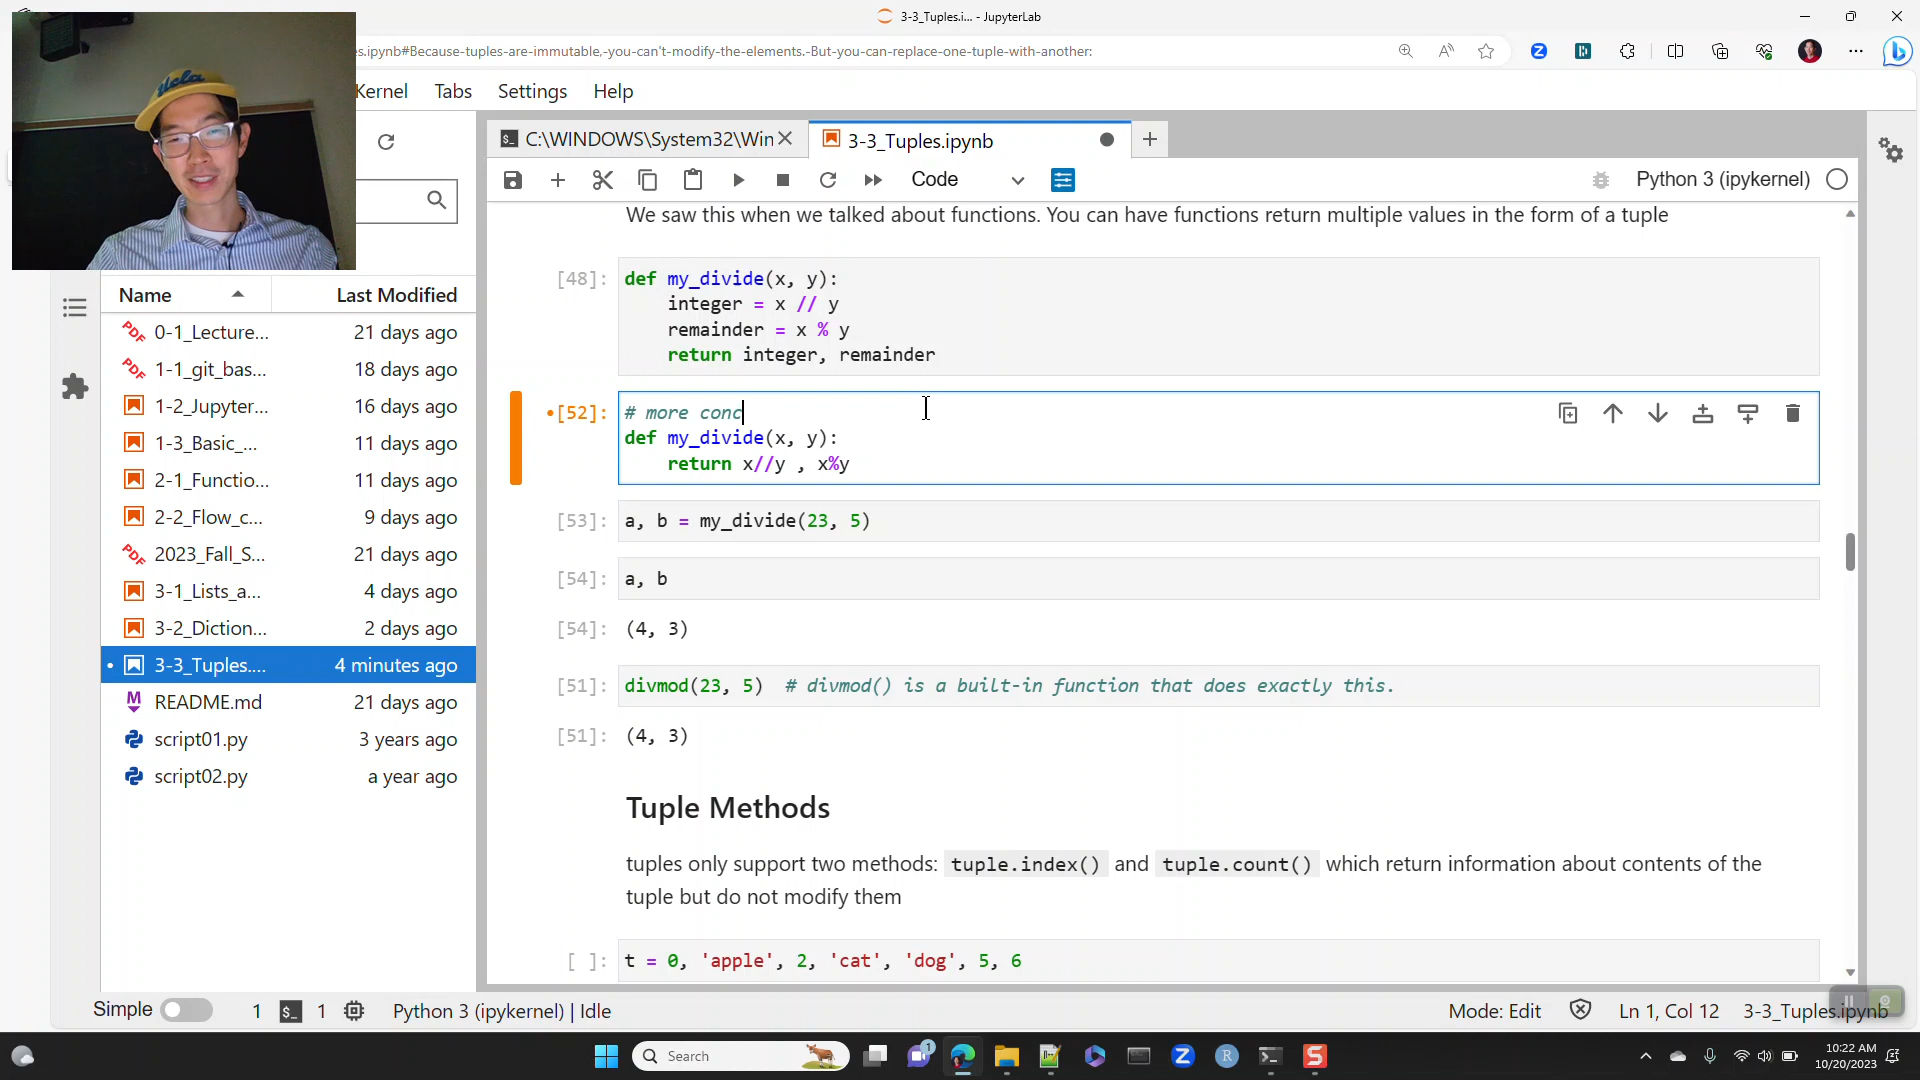 3-3_Tuples.i... - JupyterLab
es.ipynb#Because-tuples-are-immutable,-you-can't-modify-the-elements.-But-you-can-replace-one-tuple-with-another:
Kernel Tabs Settings Help
ucla
C:\WINDOWS\System32\Win
3-3_Tuples.ipynb
Code
Python 3 (ipykernel)
We saw this when we talked about functions. You can have functions return multiple values in the form of a tuple
[48]: def my_divide(x, y):
integer = x // y
remainder = x % y
return integer, remainder
[52]: # more conc
def my_divide(x, y):
return x//y , x%y
[53]: a, b = my_divide(23, 5)
[54]: a, b
[54]: (4, 3)
[51]: divmod(23, 5)  # divmod() is a built-in function that does exactly this.
[51]: (4, 3)
Tuple Methods
tuples only support two methods: tuple.index() and tuple.count() which return information about contents of the
tuple but do not modify them
[ ]: t = 0, 'apple', 2, 'cat', 'dog', 5, 6
Name Last Modified
0-1_Lecture... 21 days ago
1-1_git_bas... 18 days ago
1-2_Jupyter... 16 days ago
1-3_Basic_... 11 days ago
2-1_Functio... 11 days ago
2-2_Flow_c... 9 days ago
2023_Fall_S... 21 days ago
3-1_Lists_a... 4 days ago
3-2_Diction... 2 days ago
3-3_Tuples.... 4 minutes ago
README.md 21 days ago
script01.py 3 years ago
script02.py a year ago
Simple 1 1 Python 3 (ipykernel) | Idle
Mode: Edit Ln 1, Col 12 3-3_Tuples.ipynb
Search
1
10:22 AM
10/20/2023